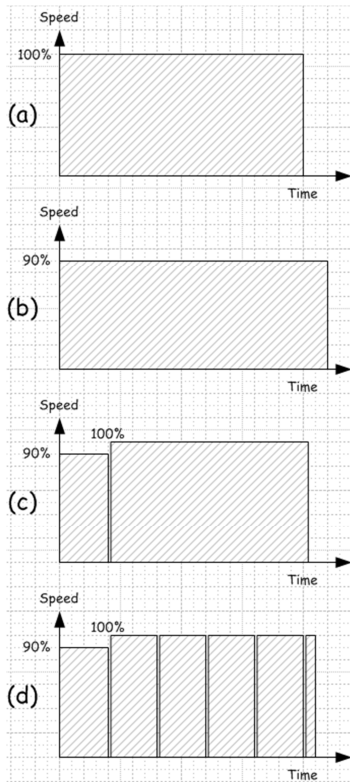 Speed
100%
(a)
Time
Speed
90%
(b)
Time
Speed
100%
90%
(c)
Time
Speed
100%
90%
(d)
Time